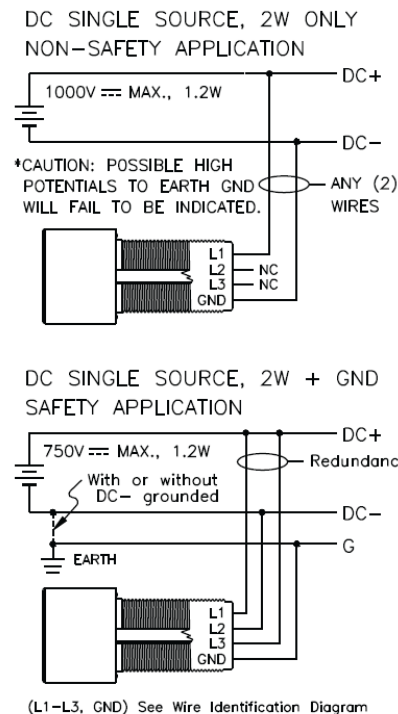 DC SINGLE SOURCE, 2W ONLY
NON-SAFETY APPLICATION
DC+
1000V ⎓ MAX., 1.2W
DC-
*CAUTION: POSSIBLE HIGH
POTENTIALS TO EARTH GND
WILL FAIL TO BE INDICATED.
ANY (2)
WIRES
L1
L2 NC
L3 NC
GND
DC SINGLE SOURCE, 2W + GND
SAFETY APPLICATION
DC+
750V ⎓ MAX., 1.2W
Redundanc
With or without
DC- grounded
DC-
G
EARTH
L1
L2
L3
GND
(L1-L3, GND) See Wire Identification Diagram